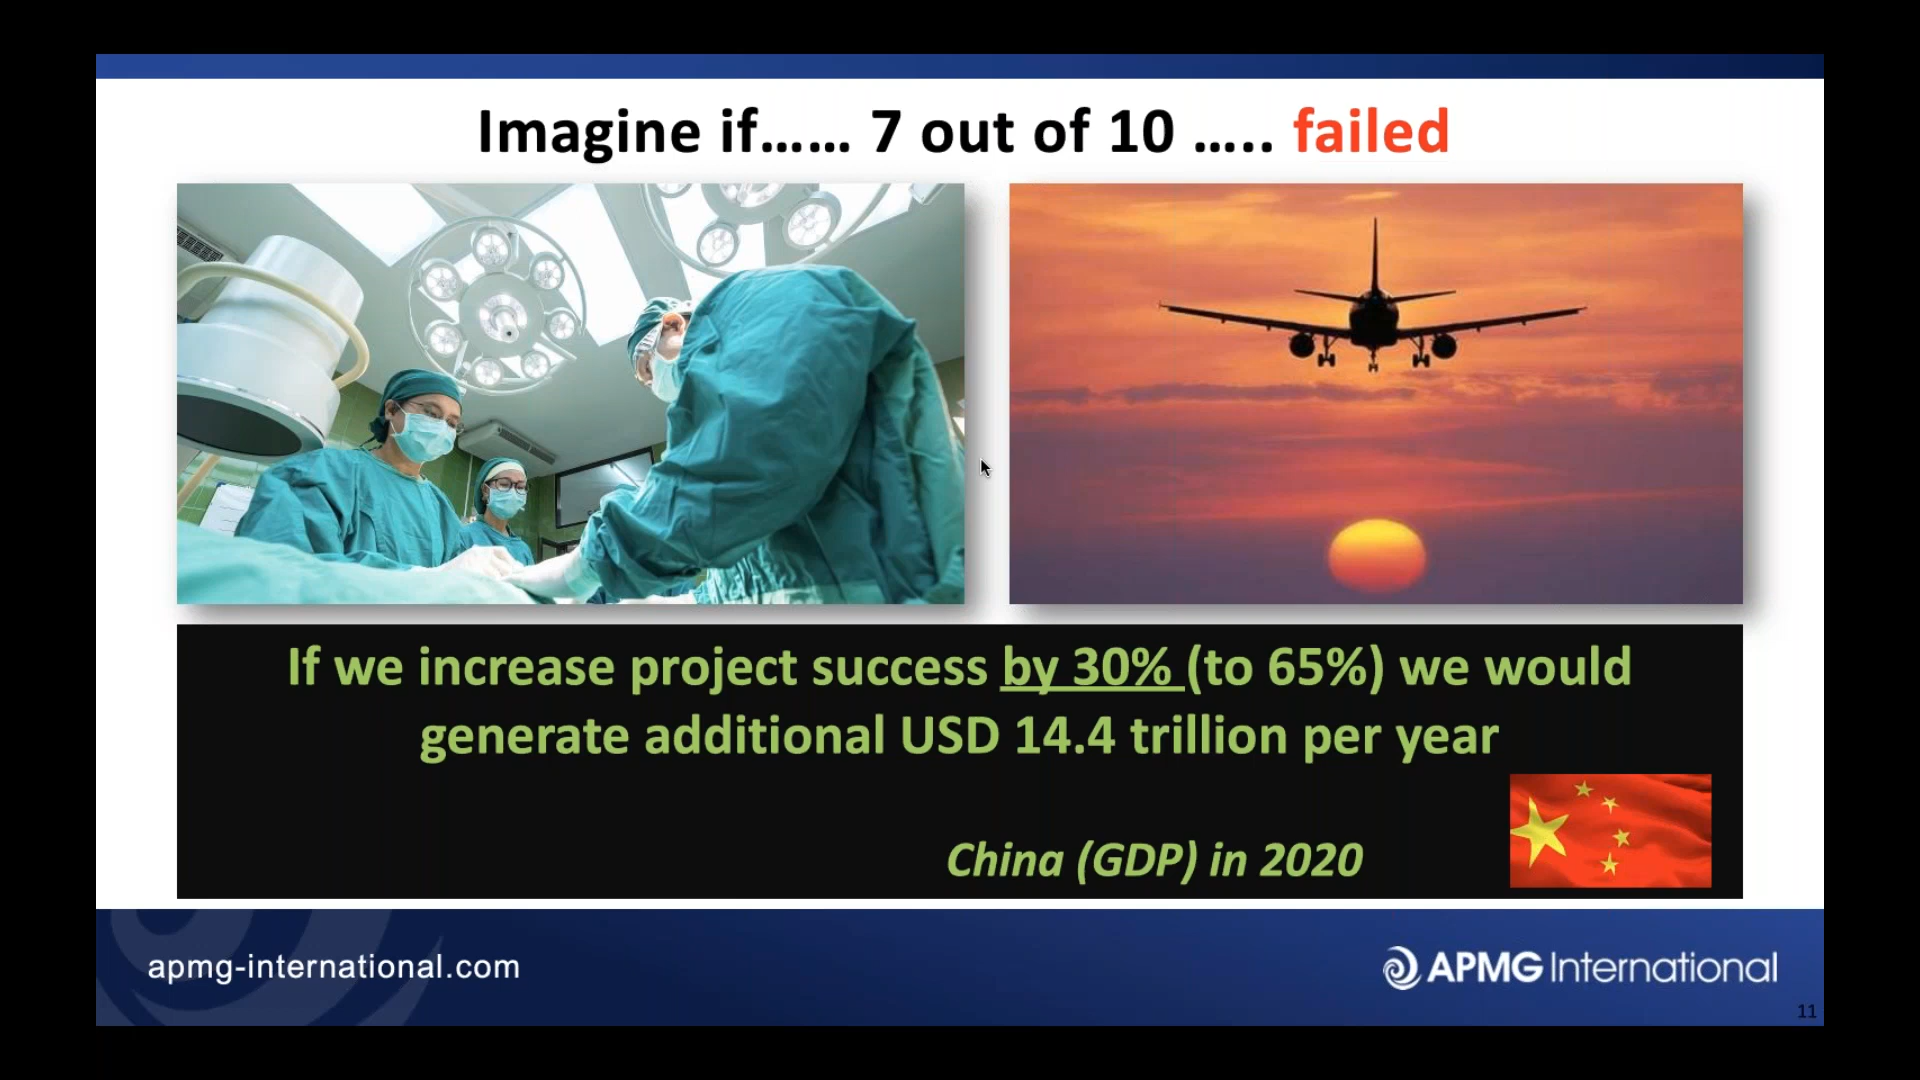 Imagine if…… 7 out of 10 ….. failed
If we increase project success by 30% (to 65%) we would
generate additional USD 14.4 trillion per year
China (GDP) in 2020
apmg-international.com
APMG International
11